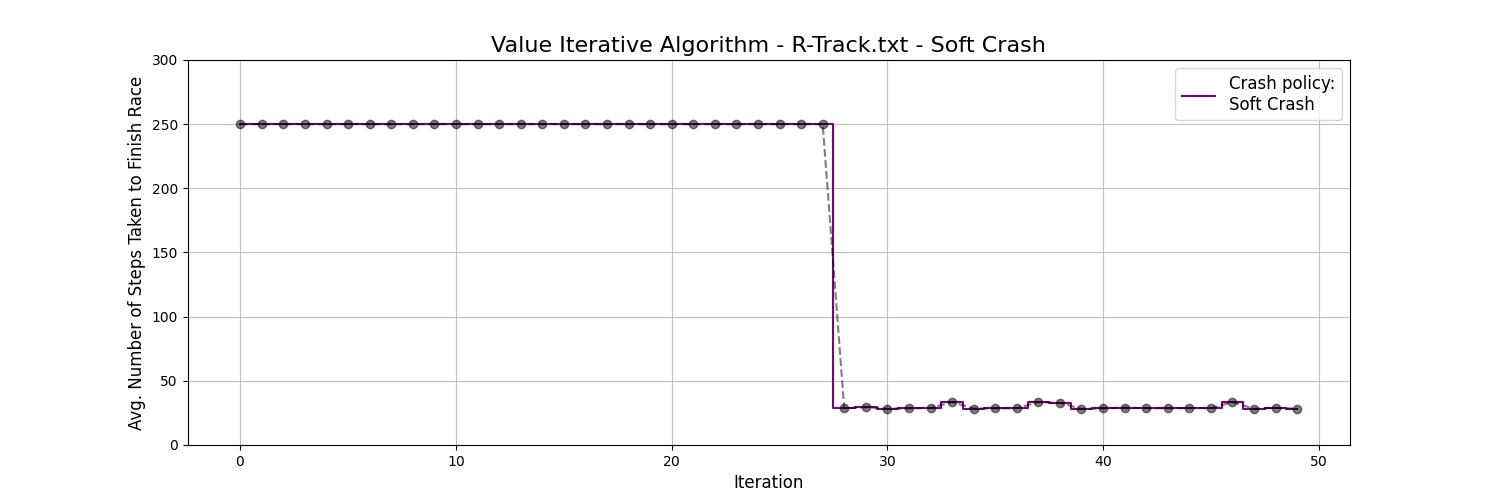 Value Iterative Algorithm - R-Track.txt - Soft Crash
Avg. Number of Steps Taken to Finish Race
300
250
200
150
100
50
0
Crash policy:
Soft Crash
0
10
20
30
40
50
Iteration